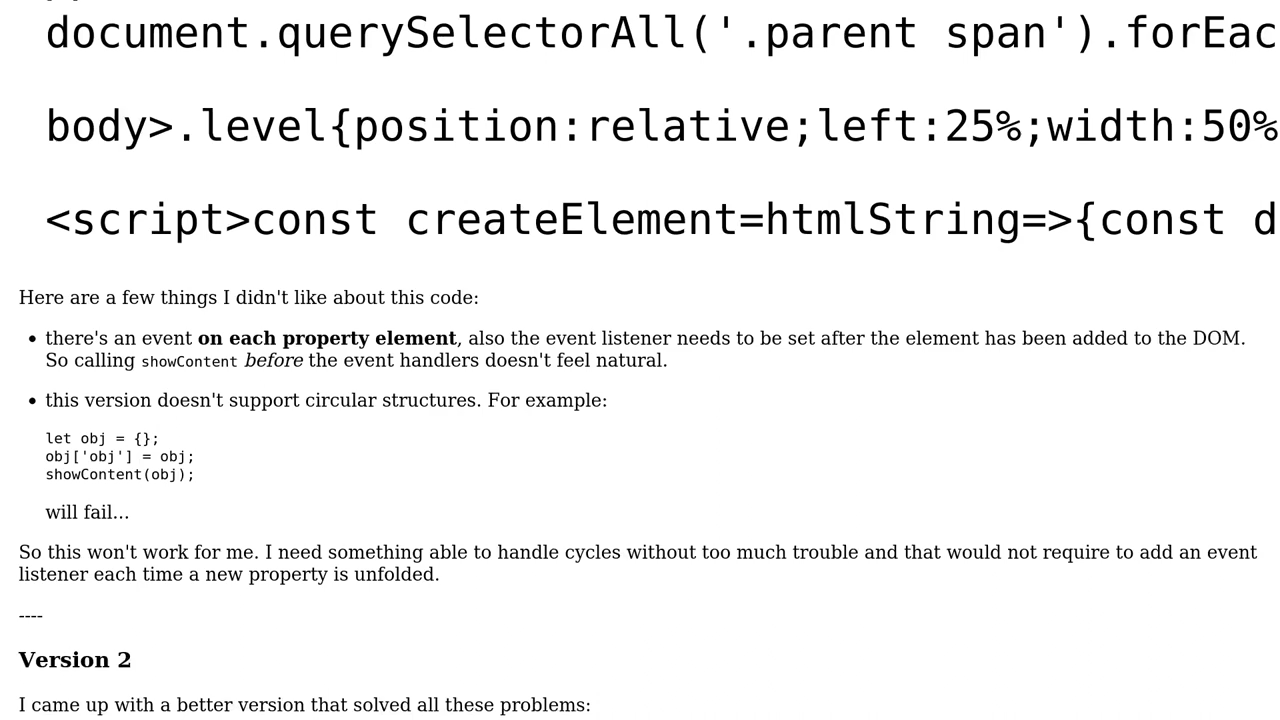 document.querySelectorAll('.parent span').forEac
body>.level{position:relative;left:25%;width:50%
<script>const createElement=htmlString=>{const d
Here are a few things I didn't like about this code:
• there's an event on each property element, also the event listener needs to be set after the element has been added to the DOM.
So calling showContent before the event handlers doesn't feel natural.
• this version doesn't support circular structures. For example:
let obj = {};
obj['obj'] = obj;
showContent(obj);
will fail...
So this won't work for me. I need something able to handle cycles without too much trouble and that would not require to add an event
listener each time a new property is unfolded.
----
Version 2
I came up with a better version that solved all these problems: